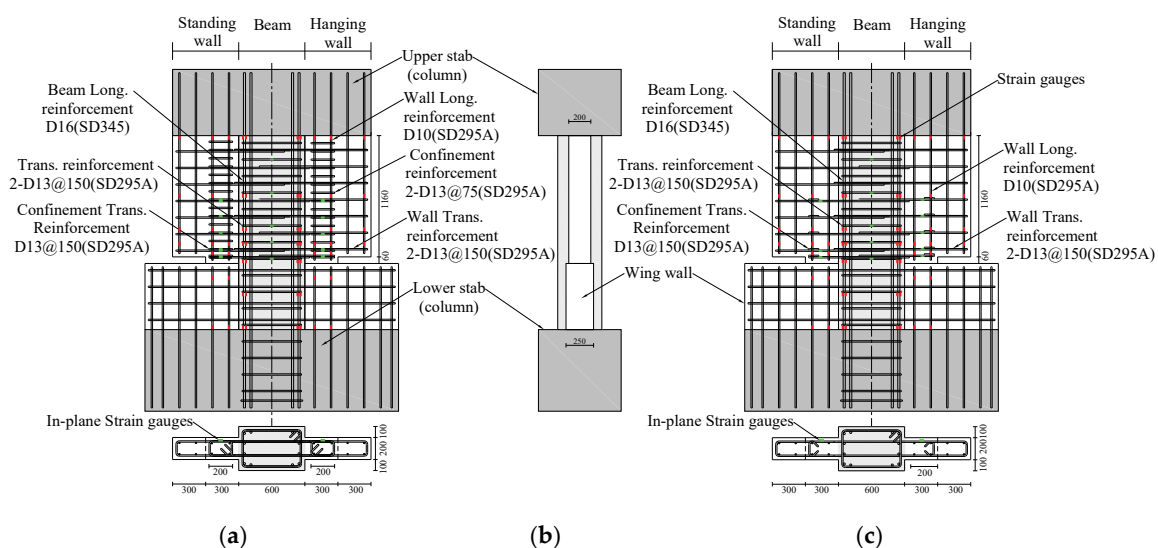 Standing
wall
Beam
Hanging
wall
Upper stab
(column)
Beam Long.
reinforcement
D16(SD345)
Wall Long.
reinforcement
D10(SD295A)
Trans. reinforcement
2-D13@150(SD295A)
Confinement
reinforcement
2-D13@75(SD295A)
Confinement Trans.
Reinforcement
D13@150(SD295A)
Wall Trans.
reinforcement
2-D13@150(SD295A)
1160
60
Lower stab
(column)
In-plane Strain gauges
100
200
100
200
200
300
300
600
300
300
(a)
200
Wing wall
250
(b)
Standing
wall
Beam
Hanging
wall
Strain gauges
Beam Long.
reinforcement
D16(SD345)
Trans. reinforcement
2-D13@150(SD295A)
Wall Long.
reinforcement
D10(SD295A)
Confinement Trans.
Reinforcement
D13@150(SD295A)
Wall Trans.
reinforcement
2-D13@150(SD295A)
1160
60
In-plane Strain gauges
100
200
100
200
300
300
600
300
300
(c)